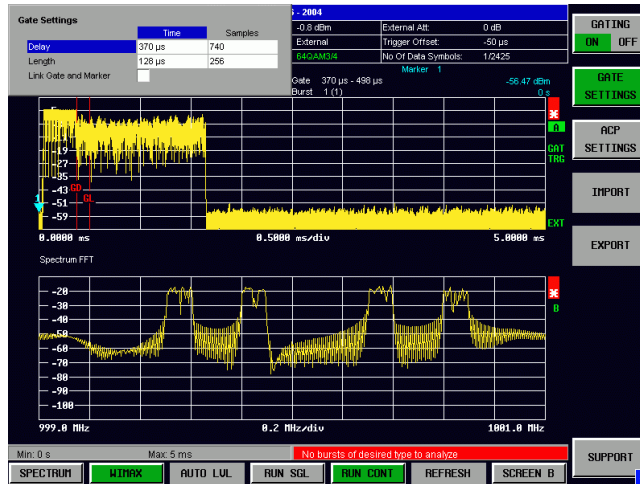 Gate Settings
Time Samples
Delay 370 µs 740
Length 128 µs 256
Link Gate and Marker
- 2004
-0.8 dBm External Att: 0 dB
External Trigger Offset: -50 µs
64QAM3/4 No Of Data Symbols: 1/2425
Marker 1
Gate 370 µs - 498 µs -56.47 dBm
Burst 1 (1) 0 s
A
GAT
TRG
-19
-27
-35
-43
-51
-59
GD
GL
1
EXT
0.0000 ms 0.5000 ms/div 5.0000 ms
Spectrum FFT
B
-20
-30
-40
-50
-60
-70
-80
-90
-100
999.0 MHz 0.2 MHz/div 1001.0 MHz
Min: 0 s Max: 5 ms No bursts of desired type to analyze
SPECTRUM WIMAX AUTO LVL RUN SGL RUN CONT REFRESH SCREEN B
GATING
ON OFF
GATE
SETTINGS
ACP
SETTINGS
IMPORT
EXPORT
SUPPORT